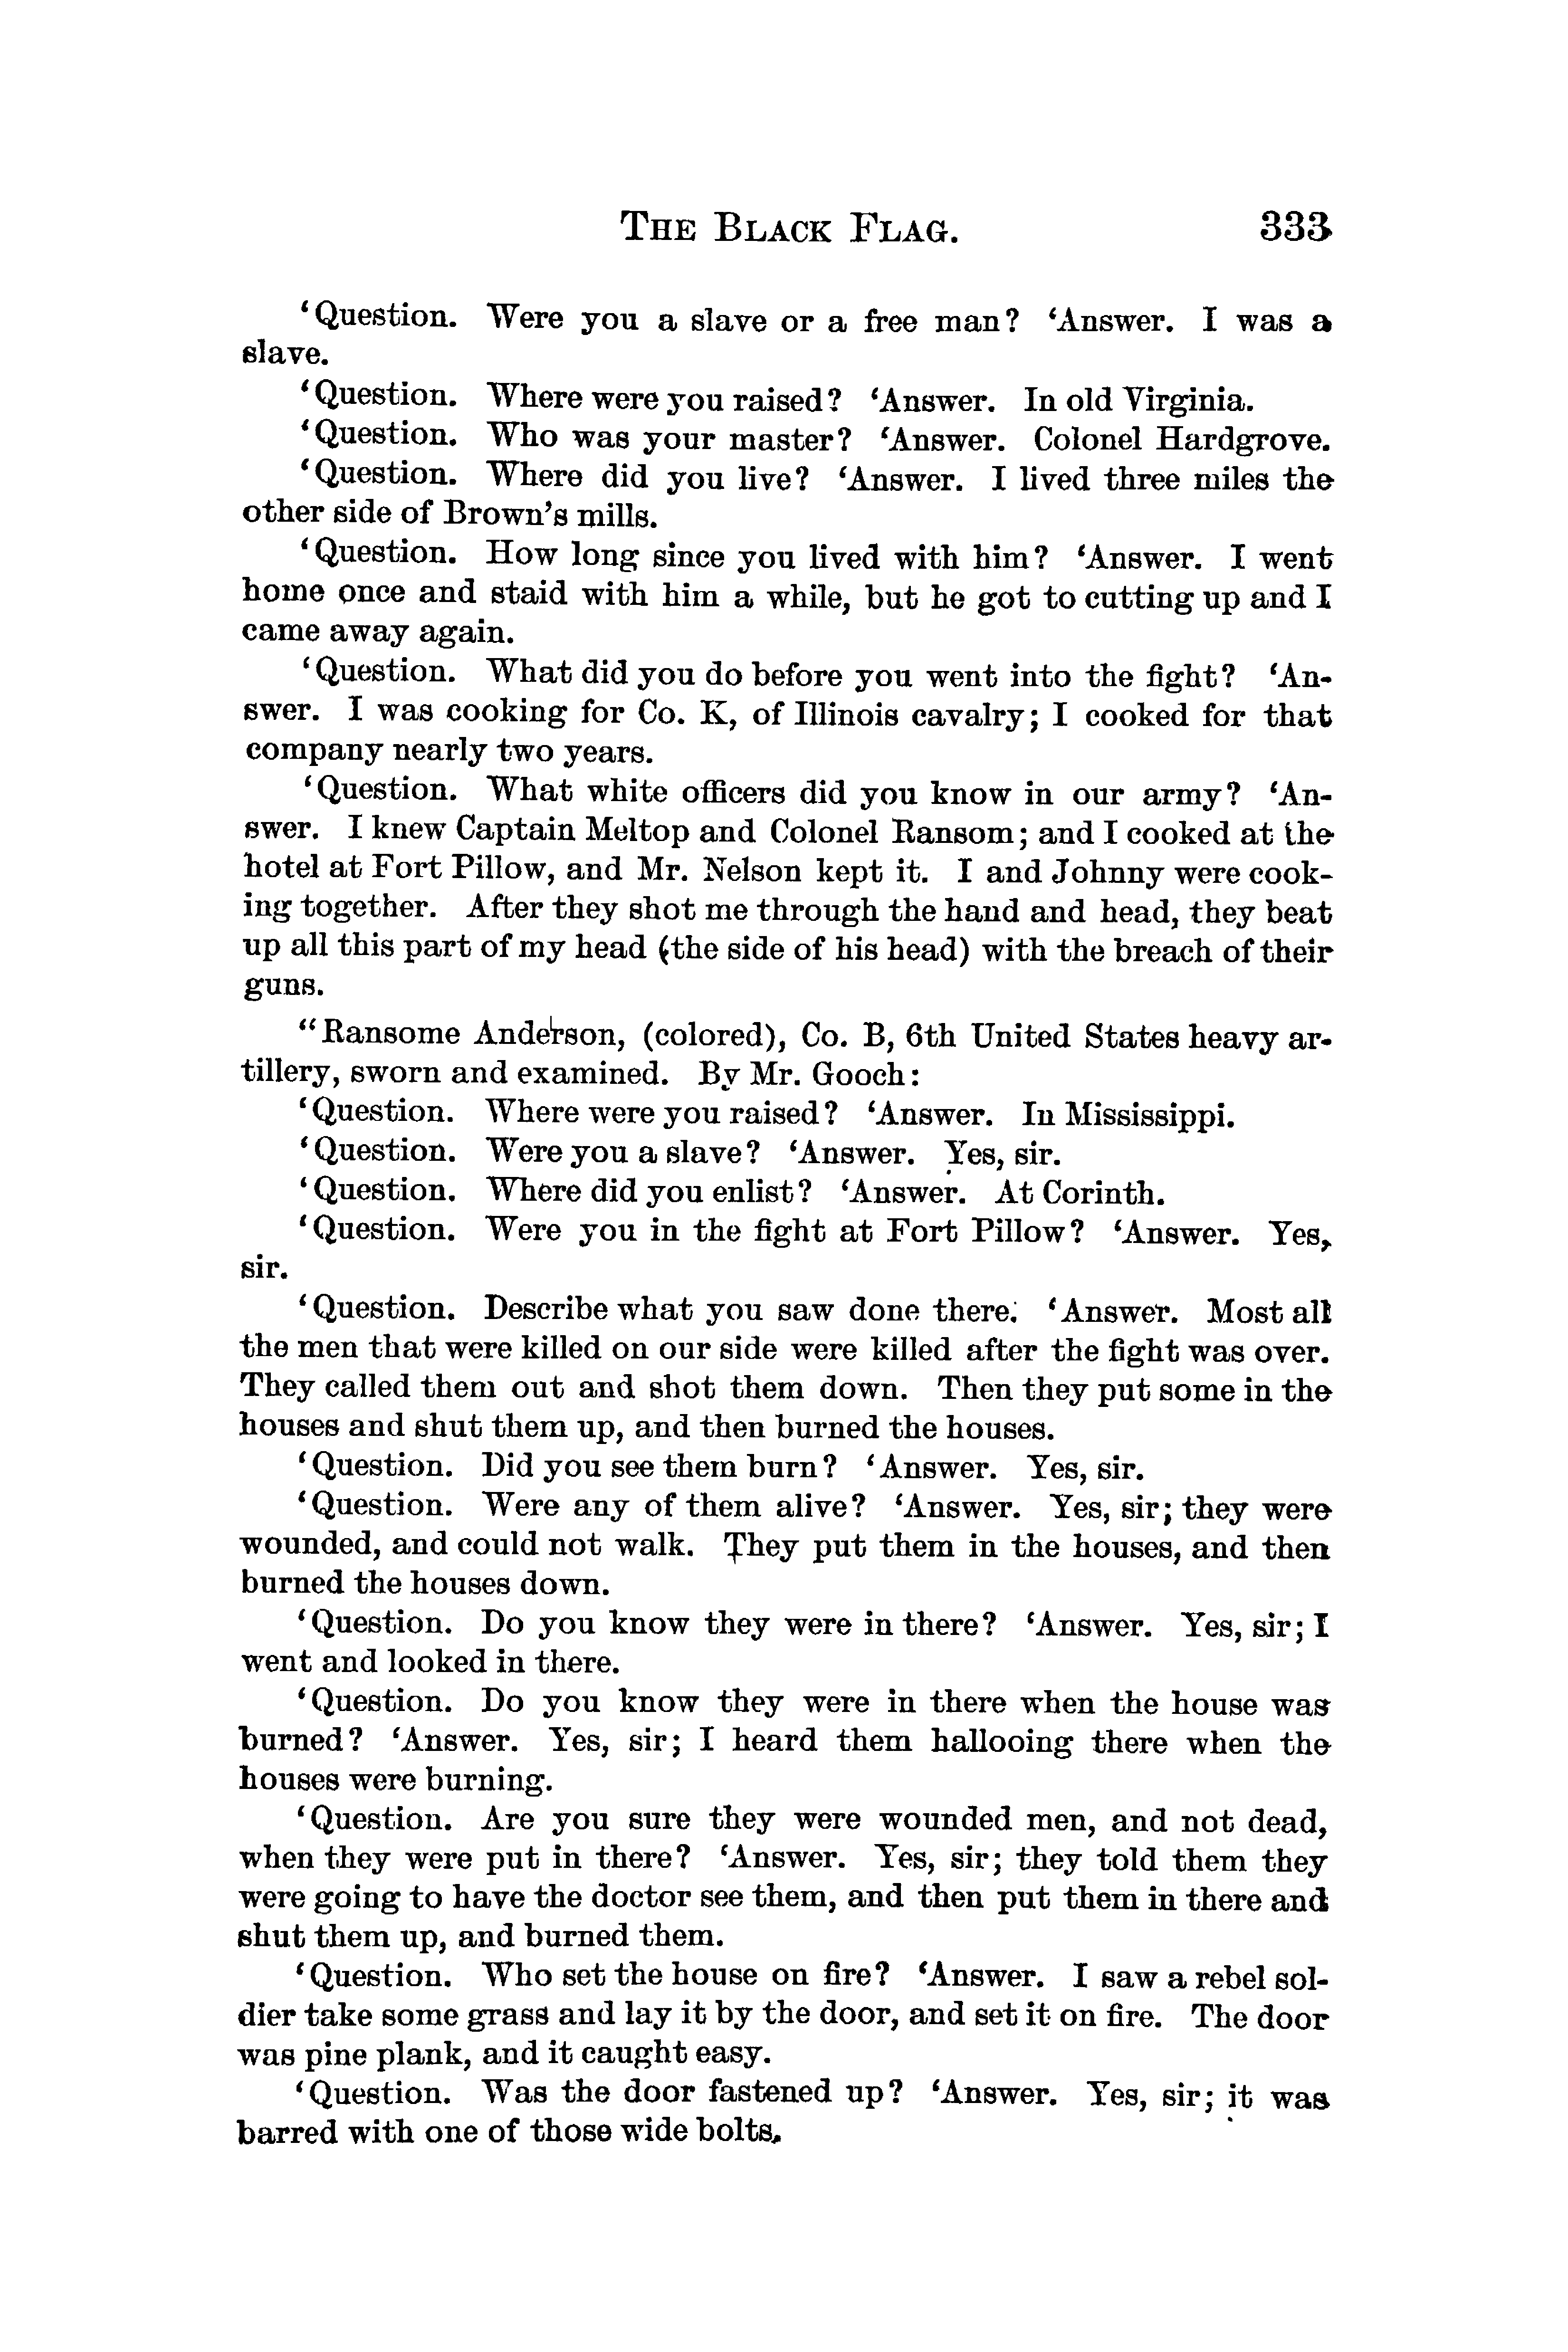 THE BLACK FLAG. 333
‘Question. Were you a slave or a free man? ‘Answer. I was a
slave.
‘Question. Where were you raised? ‘Answer. In old Virginia.
‘Question. Who was your master? ‘Answer. Colonel Hardgrove.
‘Question. Where did you live? ‘Answer. I lived three miles the
other side of Brown’s mills.
‘Question. How long since you lived with him? ‘Answer. I went
home once and staid with him a while, but he got to cutting up and I
came away again.
‘Question. What did you do before you went into the fight? ‘An-
swer. I was cooking for Co. K, of Illinois cavalry; I cooked for that
company nearly two years.
‘Question. What white officers did you know in our army? ‘An-
swer. I knew Captain Meltop and Colonel Ransom; and I cooked at the
hotel at Fort Pillow, and Mr. Nelson kept it. I and Johnny were cook-
ing together. After they shot me through the hand and head, they beat
up all this part of my head (the side of his head) with the breach of their
guns.
“Ransome Anderson, (colored), Co. B, 6th United States heavy ar-
tillery, sworn and examined. By Mr. Gooch:
‘Question. Where were you raised? ‘Answer. In Mississippi.
‘Question. Were you a slave? ‘Answer. Yes, sir.
‘Question. Where did you enlist? ‘Answer. At Corinth.
‘Question. Were you in the fight at Fort Pillow? ‘Answer. Yes,
sir.
‘Question. Describe what you saw done there. ‘Answer. Most all
the men that were killed on our side were killed after the fight was over.
They called them out and shot them down. Then they put some in the
houses and shut them up, and then burned the houses.
‘Question. Did you see them burn? ‘Answer. Yes, sir.
‘Question. Were any of them alive? ‘Answer. Yes, sir; they were
wounded, and could not walk. They put them in the houses, and then
burned the houses down.
‘Question. Do you know they were in there? ‘Answer. Yes, sir; I
went and looked in there.
‘Question. Do you know they were in there when the house was
burned? ‘Answer. Yes, sir; I heard them hallooing there when the
houses were burning.
‘Question. Are you sure they were wounded men, and not dead,
when they were put in there? ‘Answer. Yes, sir; they told them they
were going to have the doctor see them, and then put them in there and
shut them up, and burned them.
‘Question. Who set the house on fire? ‘Answer. I saw a rebel sol-
dier take some grass and lay it by the door, and set it on fire. The door
was pine plank, and it caught easy.
‘Question. Was the door fastened up? ‘Answer. Yes, sir; it was
barred with one of those wide bolts.